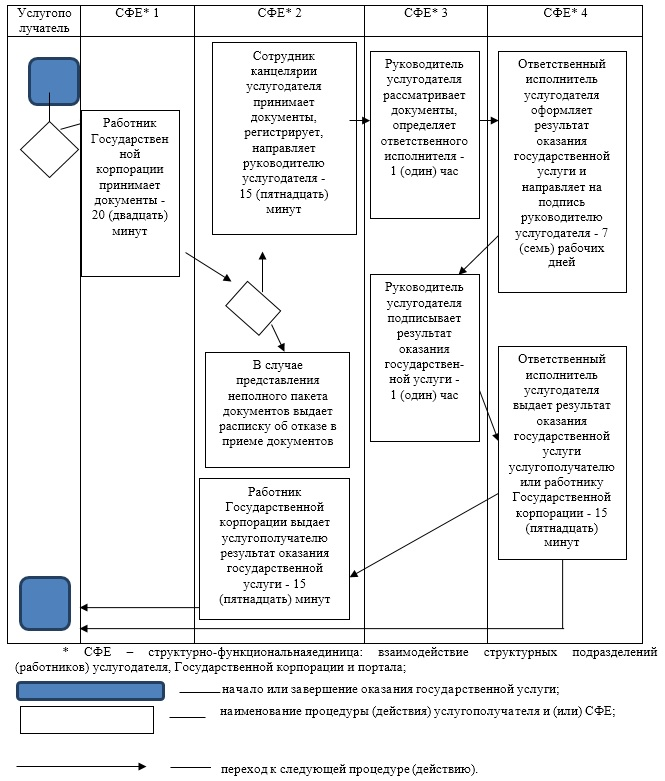 Услугопо
лучатель
СФЕ* 1
СФЕ* 2
СФЕ* 3
СФЕ* 4
Работник
Государствен
ной
корпорации
принимает
документы -
20 (двадцать)
минут
Сотрудник
канцелярии
услугодателя
принимает
документы,
регистрирует,
направляет
руководителю
услугодателя -
15 (пятнадцать)
минут
Руководитель
услугодателя
рассматривает
документы,
определяет
ответственного
исполнителя -
1 (один) час
Ответственный
исполнитель
услугодателя
оформляет
результат
оказания
государственной
услуги и
направляет на
подпись
руководителю
услугодателя - 7
(семь) рабочих
дней
Руководитель
услугодателя
подписывает
результат
оказания
государствен-
ной услуги -
1 (один) час
В случае
представления
неполного пакета
документов выдает
расписку об отказе в
приеме документов
Ответственный
исполнитель
услугодателя
выдает результат
оказания
государственной
услуги
услугополучателю
или работнику
Государственной
корпорации - 15
(пятнадцать)
минут
Работник
Государственной
корпорации выдает
услугополучателю
результат оказания
государственной
услуги - 15
(пятнадцать) минут
* СФЕ – структурно-функциональнаяединица: взаимодействие структурных подразделений
(работников) услугодателя, Государственной корпорации и портала;
начало или завершение оказания государственной услуги;
наименование процедуры (действия) услугополучателя и (или) СФЕ;
переход к следующей процедуре (действию).